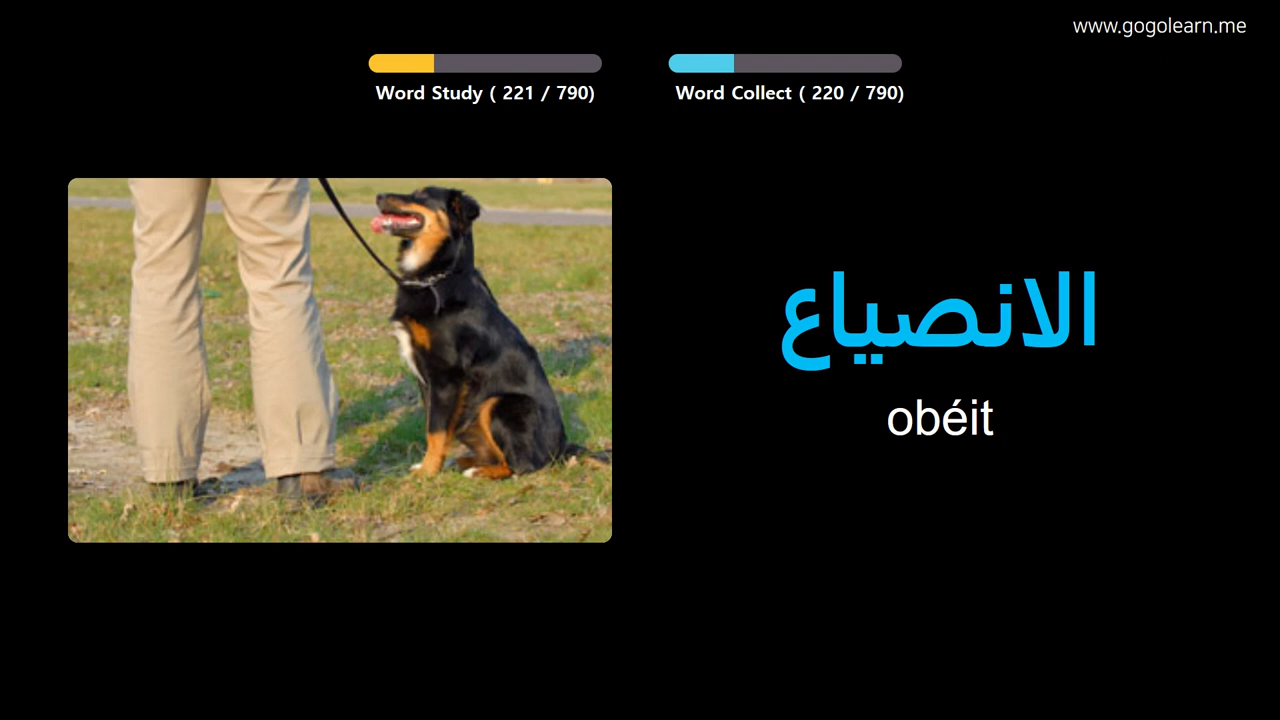 www.gogolearn.me
Word Study ( 221 / 790)
Word Collect ( 220 / 790)
الانصياع
obéit